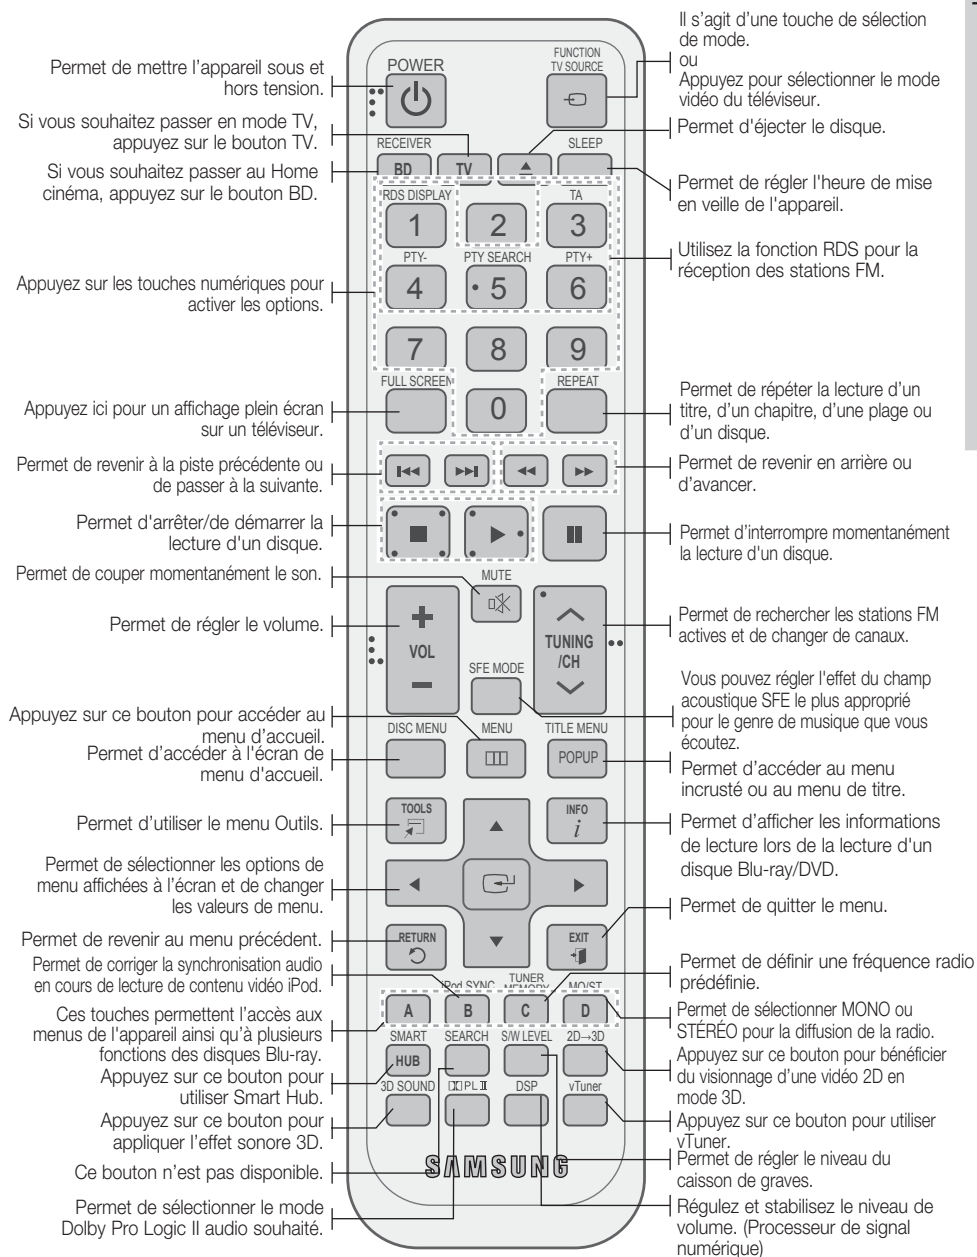 Permet de mettre l'appareil sous et
hors tension.
Si vous souhaitez passer en mode TV,
appuyez sur le bouton TV.
Si vous souhaitez passer au Home
cinéma, appuyez sur le bouton BD.
Appuyez sur les touches numériques pour
activer les options.
Appuyez ici pour un affichage plein écran
sur un téléviseur.
Permet de revenir à la piste précédente ou
de passer à la suivante.
Permet d'arrêter/de démarrer la
lecture d'un disque.
Permet de couper momentanément le son.
Permet de régler le volume.
Appuyez sur ce bouton pour accéder au
menu d'accueil.
Permet d'accéder à l'écran de
menu d'accueil.
Permet d'utiliser le menu Outils.
Permet de sélectionner les options de
menu affichées à l'écran et de changer
les valeurs de menu.
Permet de revenir au menu précédent.
Permet de corriger la synchronisation audio
en cours de lecture de contenu vidéo iPod.
Ces touches permettent l'accès aux
menus de l'appareil ainsi qu'à plusieurs
fonctions des disques Blu-ray.
Appuyez sur ce bouton pour
utiliser Smart Hub.
Appuyez sur ce bouton pour
appliquer l'effet sonore 3D.
Ce bouton n'est pas disponible.
Permet de sélectionner le mode
Dolby Pro Logic II audio souhaité.
POWER
FUNCTION
TV SOURCE
RECEIVER
SLEEP
BD
TV
RDS DISPLAY
TA
1
2
3
PTY-
PTY SEARCH
PTY+
4
5
6
7
8
9
FULL SCREEN
REPEAT
0
MUTE
VOL
TUNING
/CH
SFE MODE
DISC MENU
MENU
TITLE MENU
POPUP
TOOLS
INFO
i
RETURN
EXIT
iPod SYNC
TUNER
MEMORY
MO/ST
A
B
C
D
SMART
SEARCH
S/W LEVEL
2D→3D
HUB
3D SOUND
PL II
DSP
vTuner
SAMSUNG
Il s'agit d'une touche de sélection
de mode.
ou
Appuyez pour sélectionner le mode
vidéo du téléviseur.
Permet d'éjecter le disque.
Permet de régler l'heure de mise
en veille de l'appareil.
Utilisez la fonction RDS pour la
réception des stations FM.
Permet de répéter la lecture d'un
titre, d'un chapitre, d'une plage ou
d'un disque.
Permet de revenir en arrière ou
d'avancer.
Permet d'interrompre momentanément
la lecture d'un disque.
Permet de rechercher les stations FM
actives et de changer de canaux.
Vous pouvez régler l'effet du champ
acoustique SFE le plus approprié
pour le genre de musique que vous
écoutez.
Permet d'accéder au menu
incrusté ou au menu de titre.
Permet d'afficher les informations
de lecture lors de la lecture d'un
disque Blu-ray/DVD.
Permet de quitter le menu.
Permet de définir une fréquence radio
prédéfinie.
Permet de sélectionner MONO ou
STÉRÉO pour la diffusion de la radio.
Appuyez sur ce bouton pour bénéficier
du visionnage d'une vidéo 2D en
mode 3D.
Appuyez sur ce bouton pour utiliser
vTuner.
Permet de régler le niveau du
caisson de graves.
Régulez et stabilisez le niveau de
volume. (Processeur de signal
numérique)